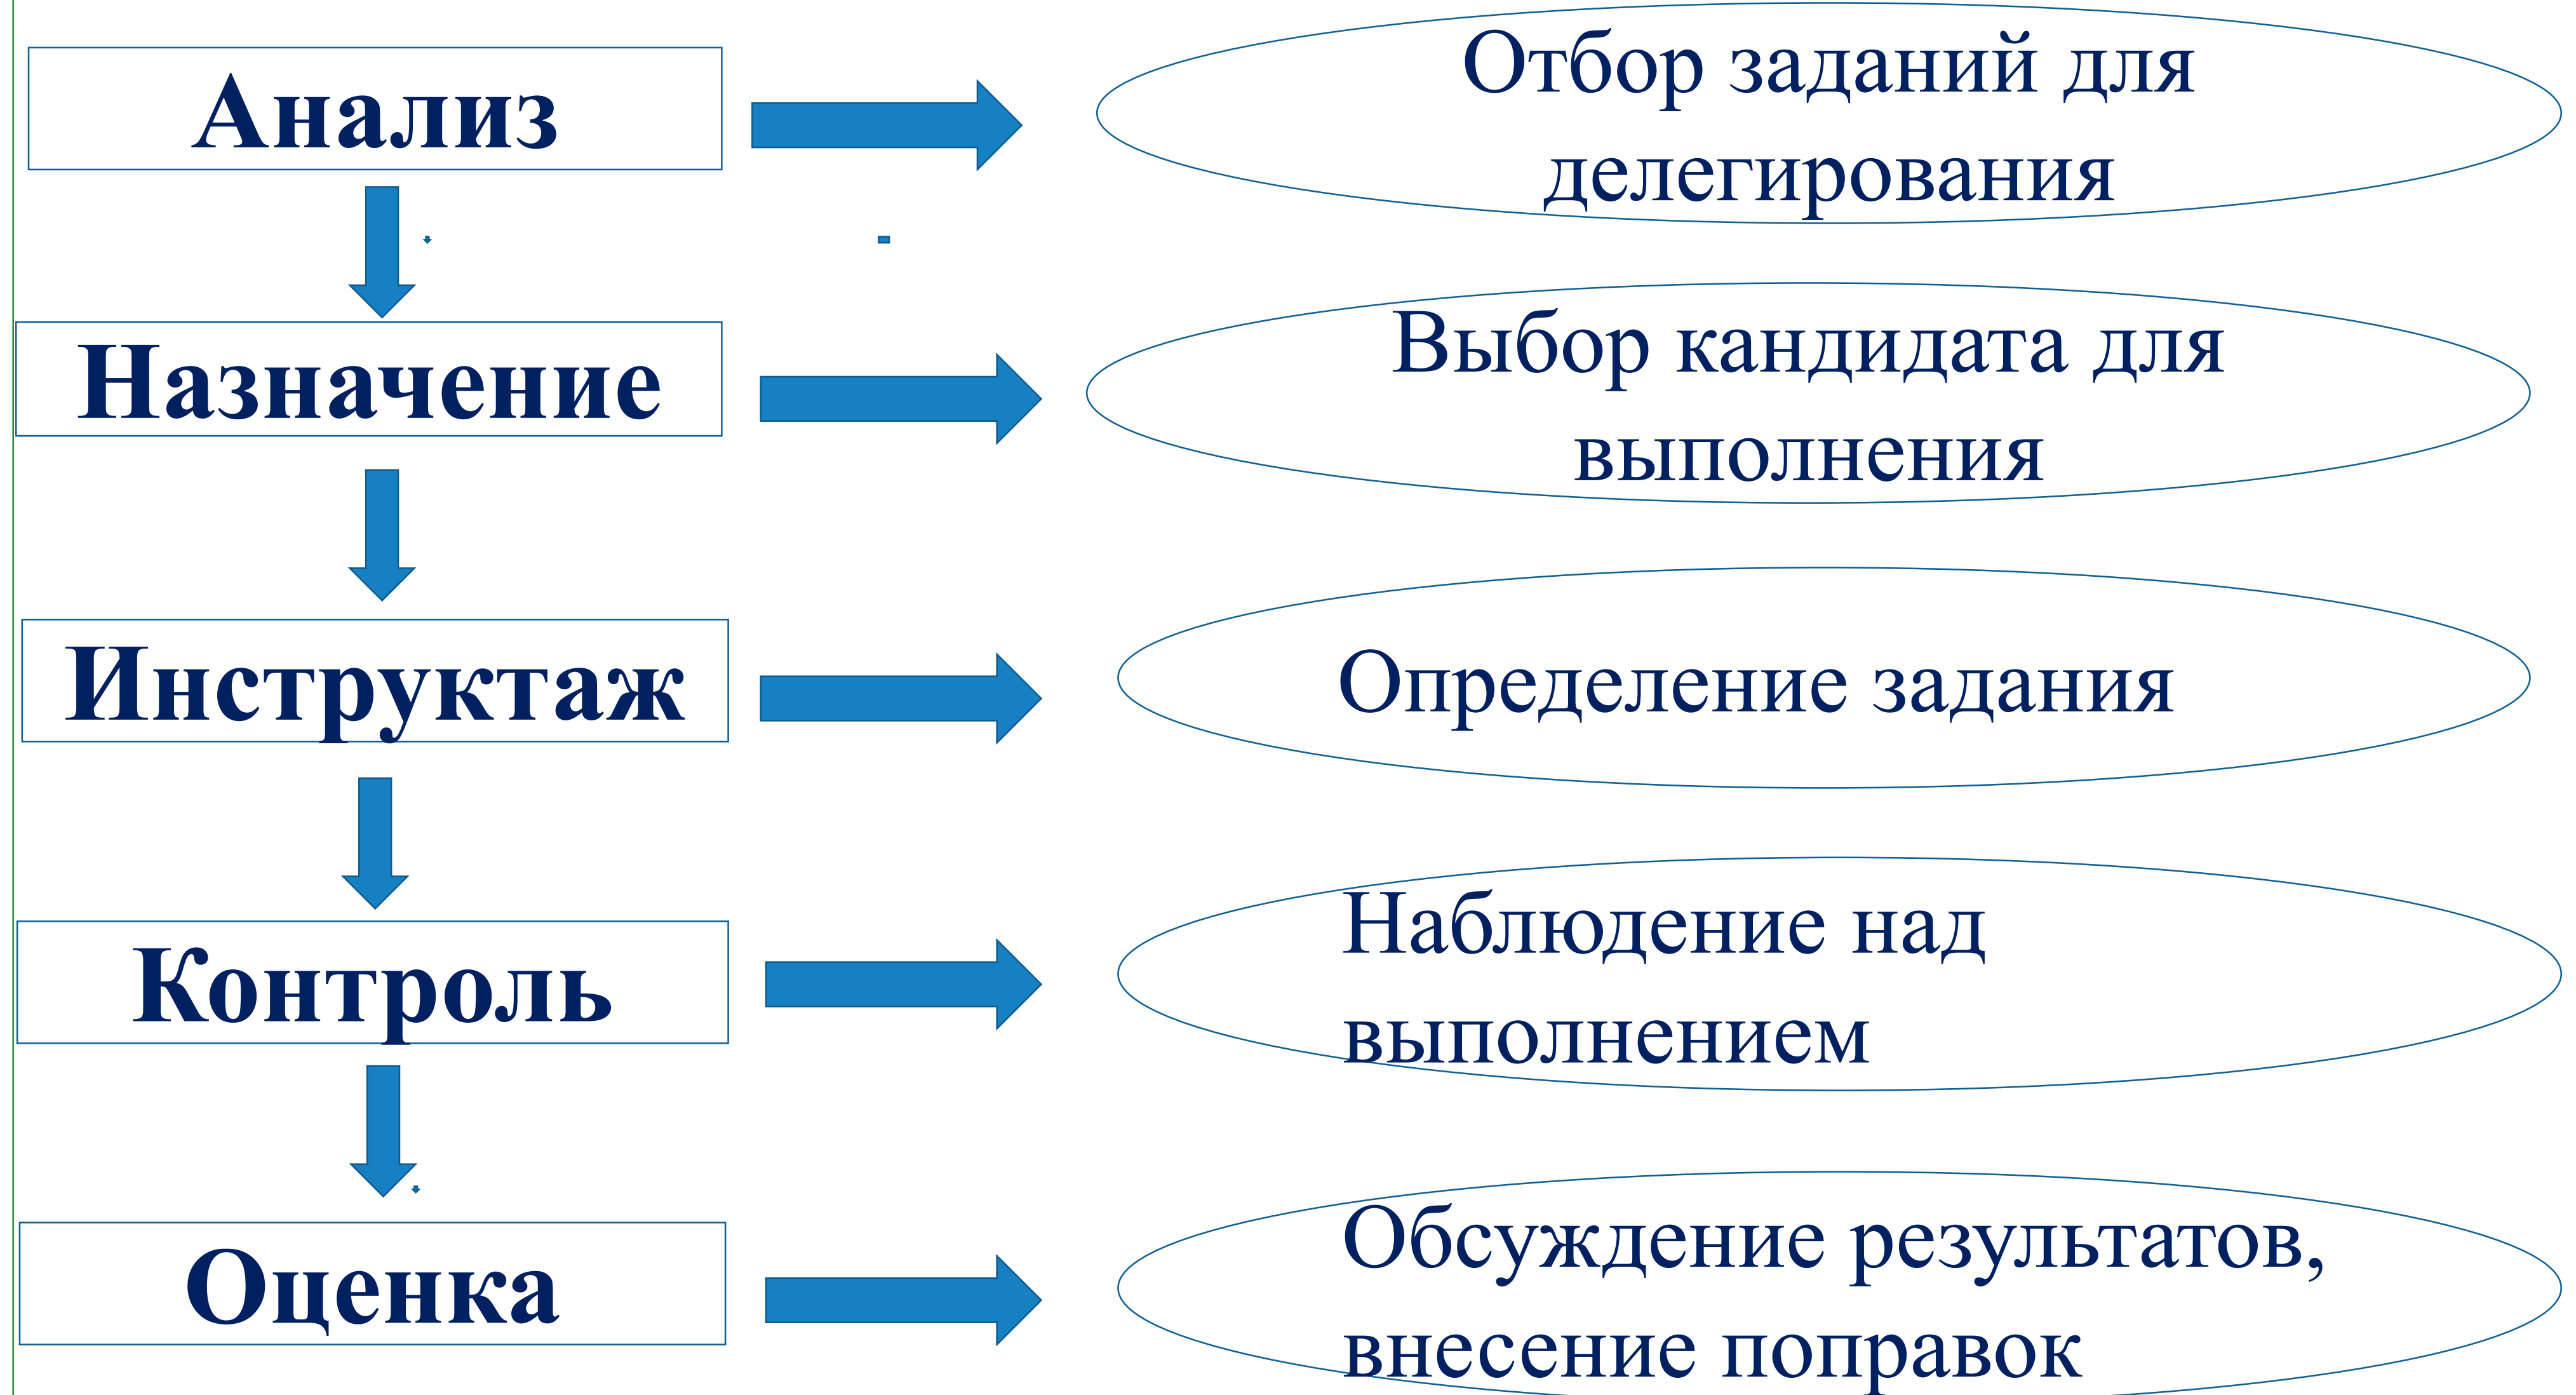 Анализ
Отбор заданий для
делегирования
Назначение
Выбор кандидата для
выполнения
Инструктаж
Определение задания
Контроль
Наблюдение над
выполнением
Оценка
Обсуждение результатов,
внесение поправок